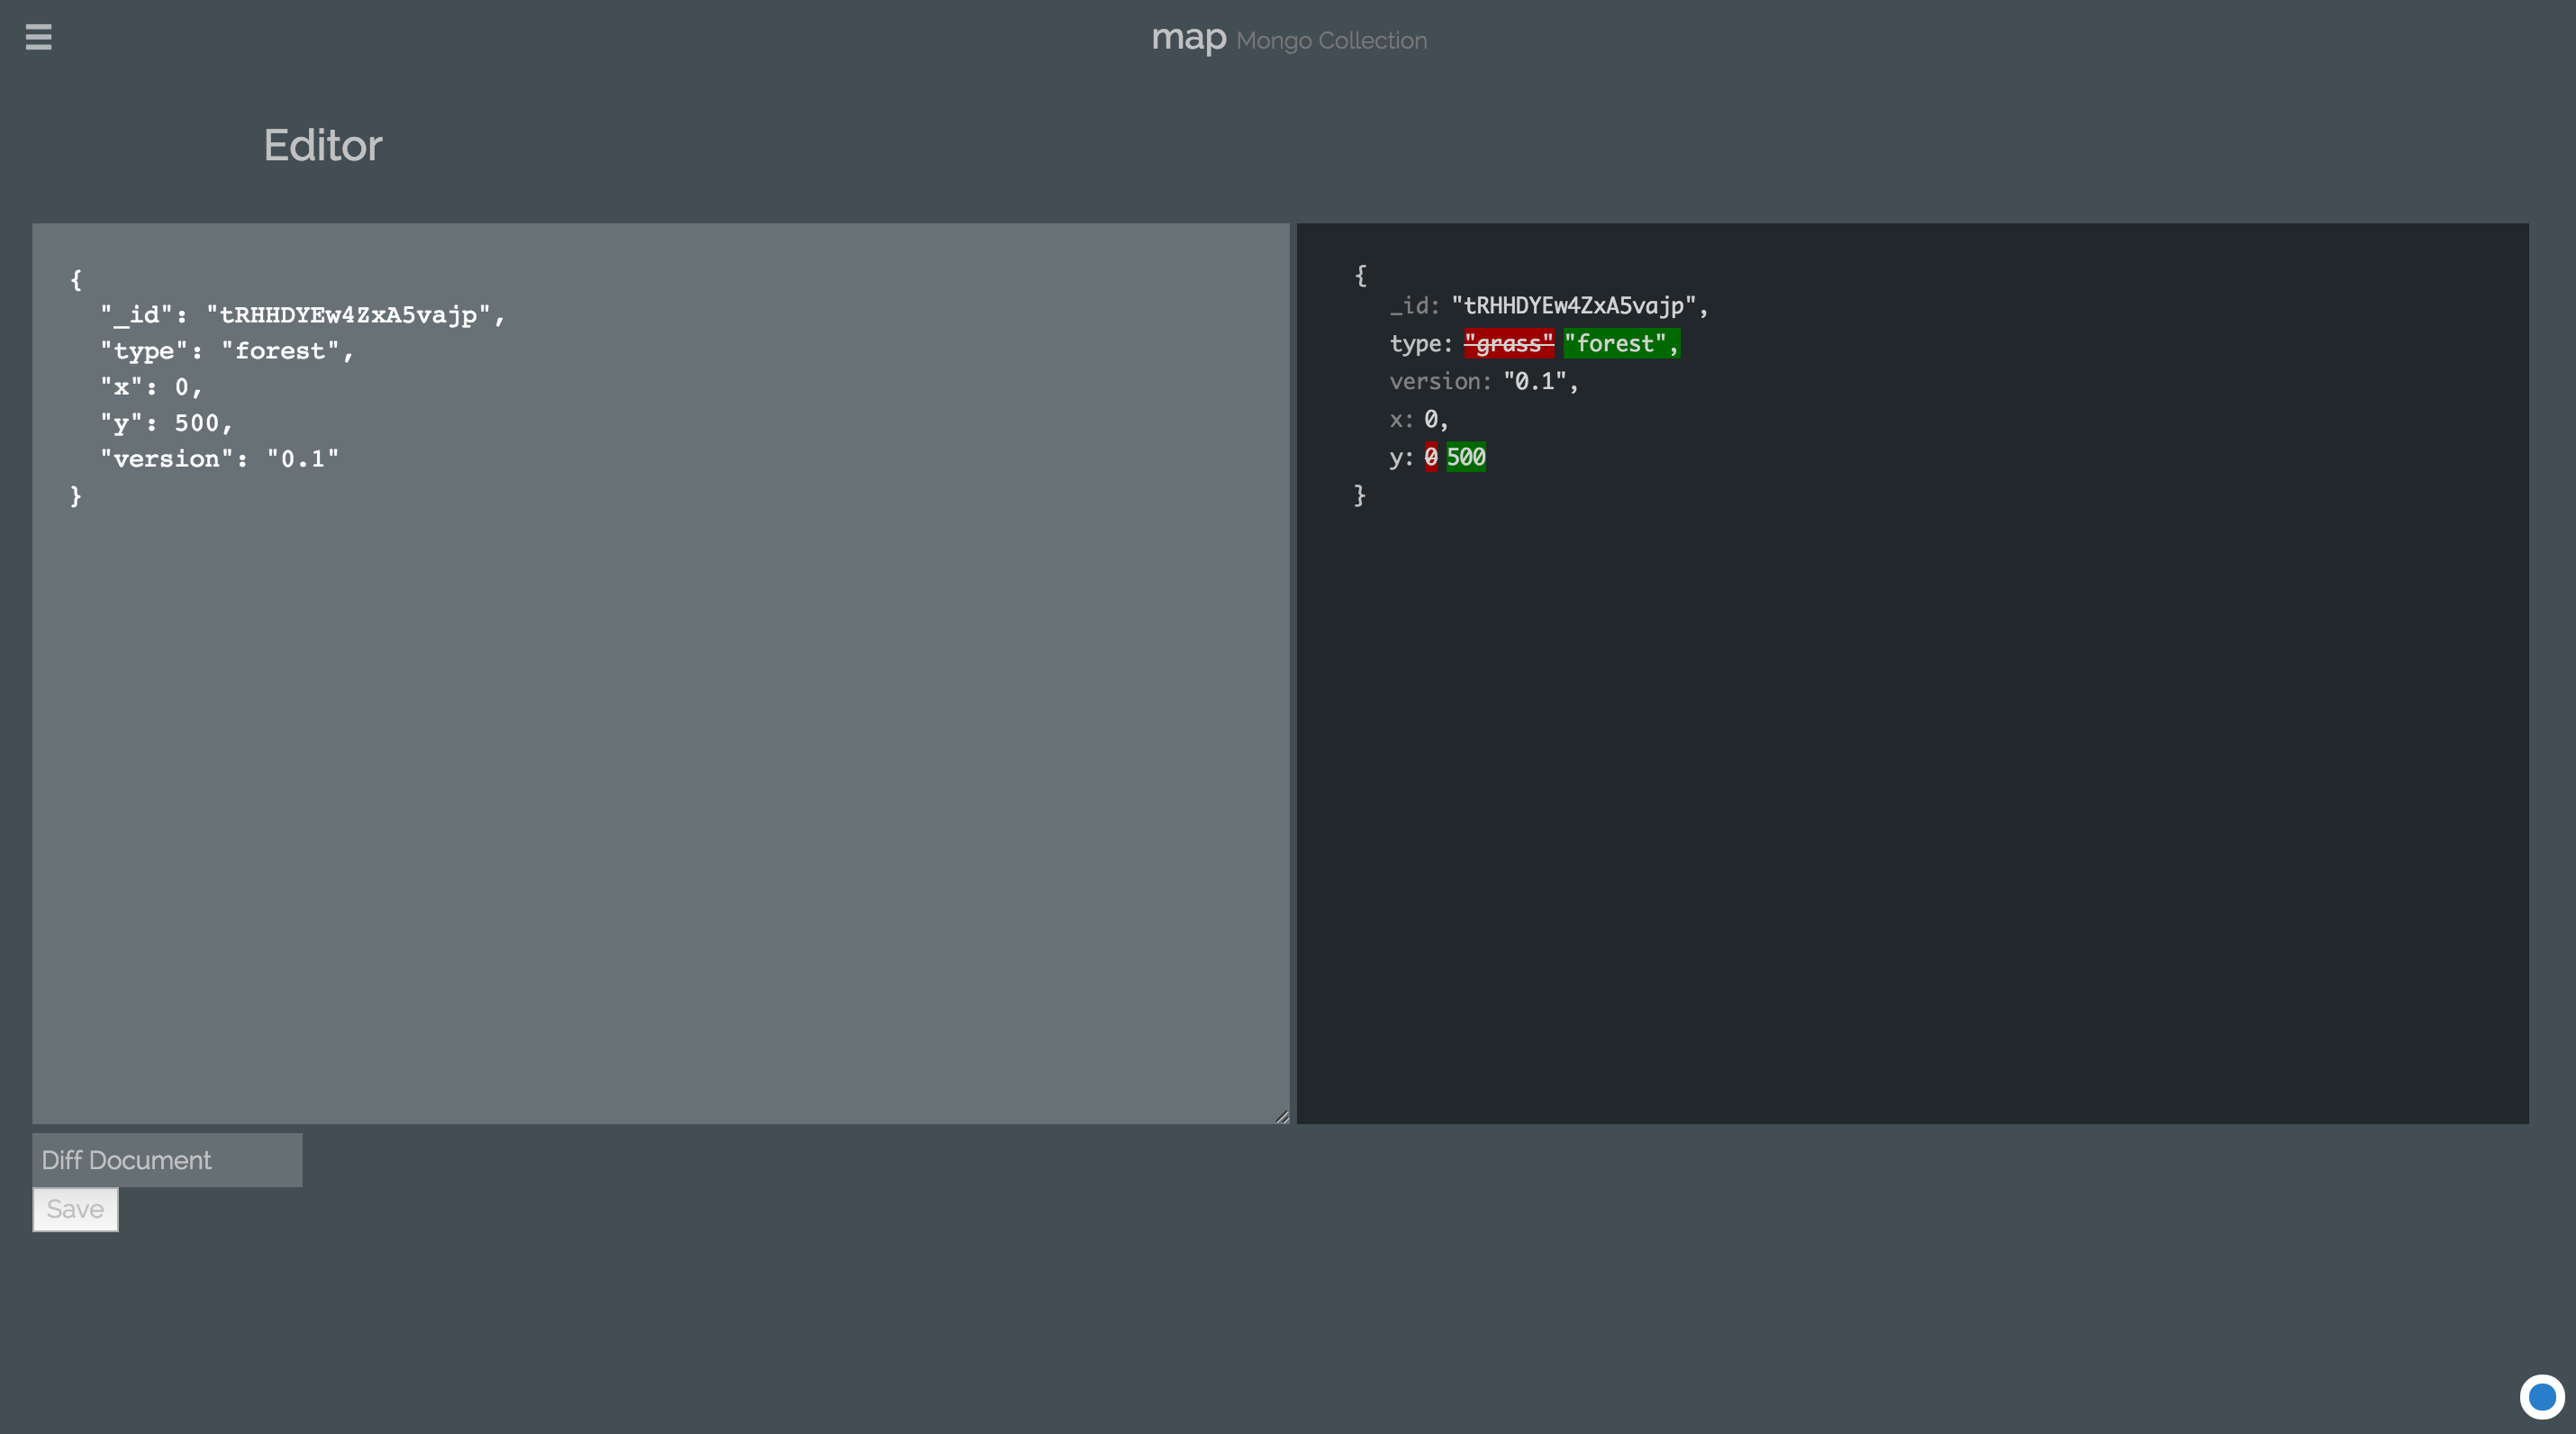 map Mongo Collection
Editor
{
"_id": "tRHHDYEw4ZxA5vajp",
"type": "forest",
"x": 0,
"y": 500,
"version": "0.1"
}
{
_id: "tRHHDYEw4ZxA5vajp",
type: "grass" "forest",
version: "0.1",
x: 0,
y: 0 500
}
Diff Document
Save